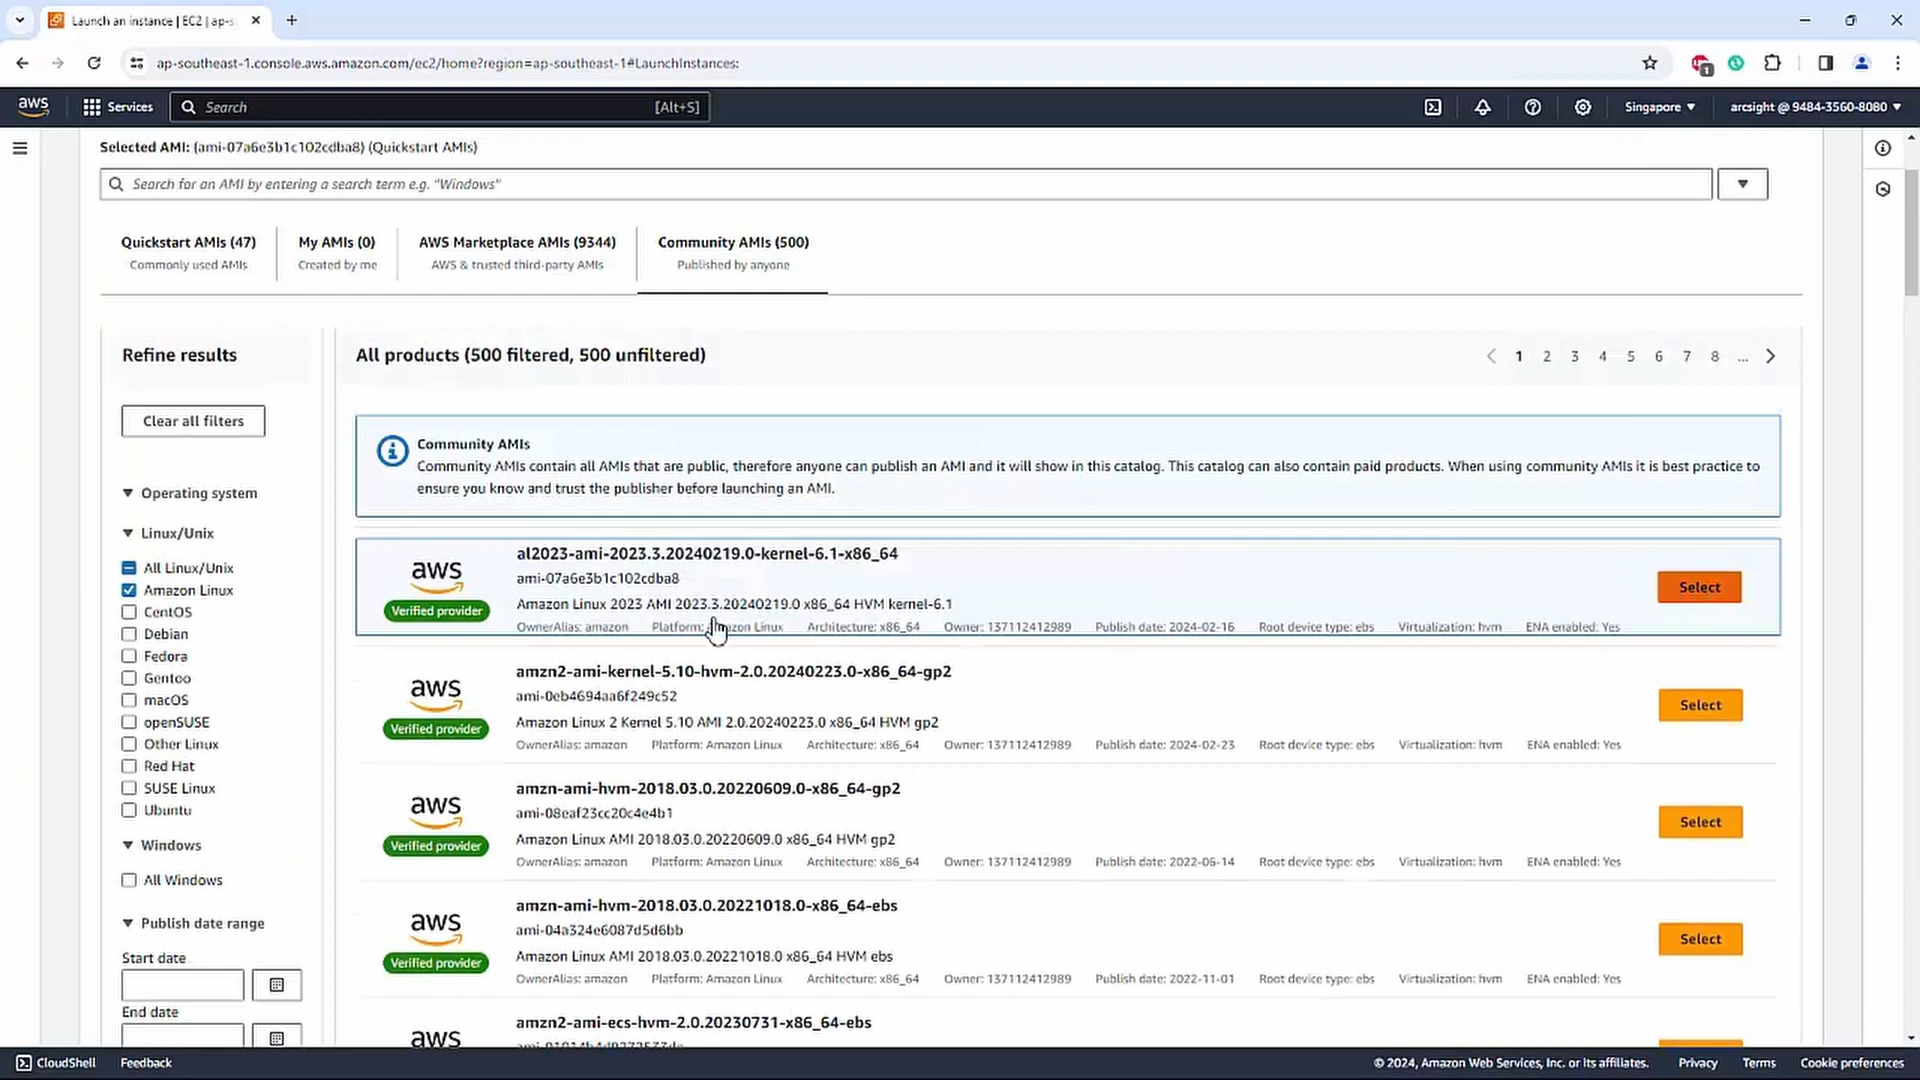 Launch an instance | EC2 | ap-s
ap-southeast-1.console.aws.amazon.com/ec2/home?region=ap-southeast-1#LaunchInstances:
1
aws
Services
Search
[Alt+S]
Singapore
arcsight @ 9484-3560-8080
Selected AMI: (ami-07a6e3b1c102cdba8) (Quickstart AMIs)
Search for an AMI by entering a search term e.g. "Windows"
Quickstart AMIs (47)
Commonly used AMIs
My AMIs (0)
Created by me
AWS Marketplace AMIs (9344)
AWS & trusted third-party AMIs
Community AMIs (500)
Published by anyone
Refine results
Clear all filters
Operating system
Linux/Unix
All Linux/Unix
Amazon Linux
CentOS
Debian
Fedora
Gentoo
macOS
openSUSE
Other Linux
Red Hat
SUSE Linux
Ubuntu
Windows
All Windows
Publish date range
Start date
End date
All products (500 filtered, 500 unfiltered)
1 2 3 4 5 6 7 8 ...
Community AMIs
Community AMIs contain all AMIs that are public, therefore anyone can publish an AMI and it will show in this catalog. This catalog can also contain paid products. When using community AMIs it is best practice to
ensure you know and trust the publisher before launching an AMI.
aws
Verified provider
al2023-ami-2023.3.20240219.0-kernel-6.1-x86_64
ami-07a6e3b1c102cdba8
Amazon Linux 2023 AMI 2023.3.20240219.0 x86_64 HVM kernel-6.1
OwnerAlias: amazon Platform: Amazon Linux Architecture: x86_64 Owner: 137112412989 Publish date: 2024-02-16 Root device type: ebs Virtualization: hvm ENA enabled: Yes
Select
aws
Verified provider
amzn2-ami-kernel-5.10-hvm-2.0.20240223.0-x86_64-gp2
ami-0eb4694aa6f249c52
Amazon Linux 2 Kernel 5.10 AMI 2.0.20240223.0 x86_64 HVM gp2
OwnerAlias: amazon Platform: Amazon Linux Architecture: x86_64 Owner: 137112412989 Publish date: 2024-02-23 Root device type: ebs Virtualization: hvm ENA enabled: Yes
Select
aws
Verified provider
amzn-ami-hvm-2018.03.0.20220609.0-x86_64-gp2
ami-08eaf23cc20c4e4b1
Amazon Linux AMI 2018.03.0.20220609.0 x86_64 HVM gp2
OwnerAlias: amazon Platform: Amazon Linux Architecture: x86_64 Owner: 137112412989 Publish date: 2022-06-14 Root device type: ebs Virtualization: hvm ENA enabled: Yes
Select
aws
Verified provider
amzn-ami-hvm-2018.03.0.20221018.0-x86_64-ebs
ami-04a324e6087d5d6bb
Amazon Linux AMI 2018.03.0.20221018.0 x86_64 HVM ebs
OwnerAlias: amazon Platform: Amazon Linux Architecture: x86_64 Owner: 137112412989 Publish date: 2022-11-01 Root device type: ebs Virtualization: hvm ENA enabled: Yes
Select
aws
amzn2-ami-ecs-hvm-2.0.20230731-x86_64-ebs
CloudShell
Feedback
© 2024, Amazon Web Services, Inc. or its affiliates.
Privacy
Terms
Cookie preferences